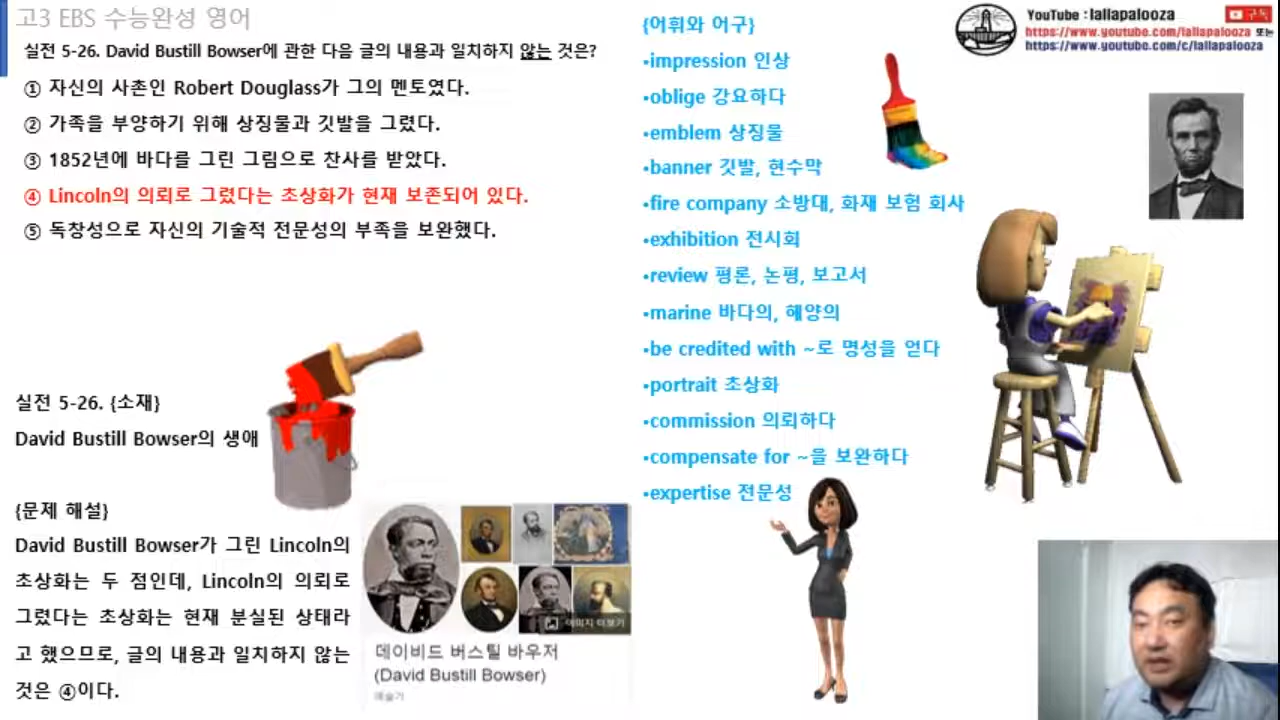 고3 EBS 수능완성 영어
실전 5-26. David Bustill Bowser에 관한 다음 글의 내용과 일치하지 않는 것은?
① 자신의 사촌인 Robert Douglass가 그의 멘토였다.
② 가족을 부양하기 위해 상징물과 깃발을 그렸다.
③ 1852년에 바다를 그린 그림으로 찬사를 받았다.
④ Lincoln의 의뢰로 그렸다는 초상화가 현재 보존되어 있다.
⑤ 독창성으로 자신의 기술적 전문성의 부족을 보완했다.
실전 5-26. {소재}
David Bustill Bowser의 생애
{문제 해설}
David Bustill Bowser가 그린 Lincoln의
초상화는 두 점인데, Lincoln의 의뢰로
그렸다는 초상화는 현재 분실된 상태라
고 했으므로, 글의 내용과 일치하지 않는
것은 ④이다.
이미지 더보기
데이비드 버스틸 바우저
(David Bustill Bowser)
예술가
{어휘와 어구}
•impression 인상
•oblige 강요하다
•emblem 상징물
•banner 깃발, 현수막
•fire company 소방대, 화재 보험 회사
•exhibition 전시회
•review 평론, 논평, 보고서
•marine 바다의, 해양의
•be credited with ~로 명성을 얻다
•portrait 초상화
•commission 의뢰하다
•compensate for ~을 보완하다
•expertise 전문성
YouTube : lallapalooza
구독
https://www.youtube.com/lallapalooza 또는
https://www.youtube.com/c/lallapalooza